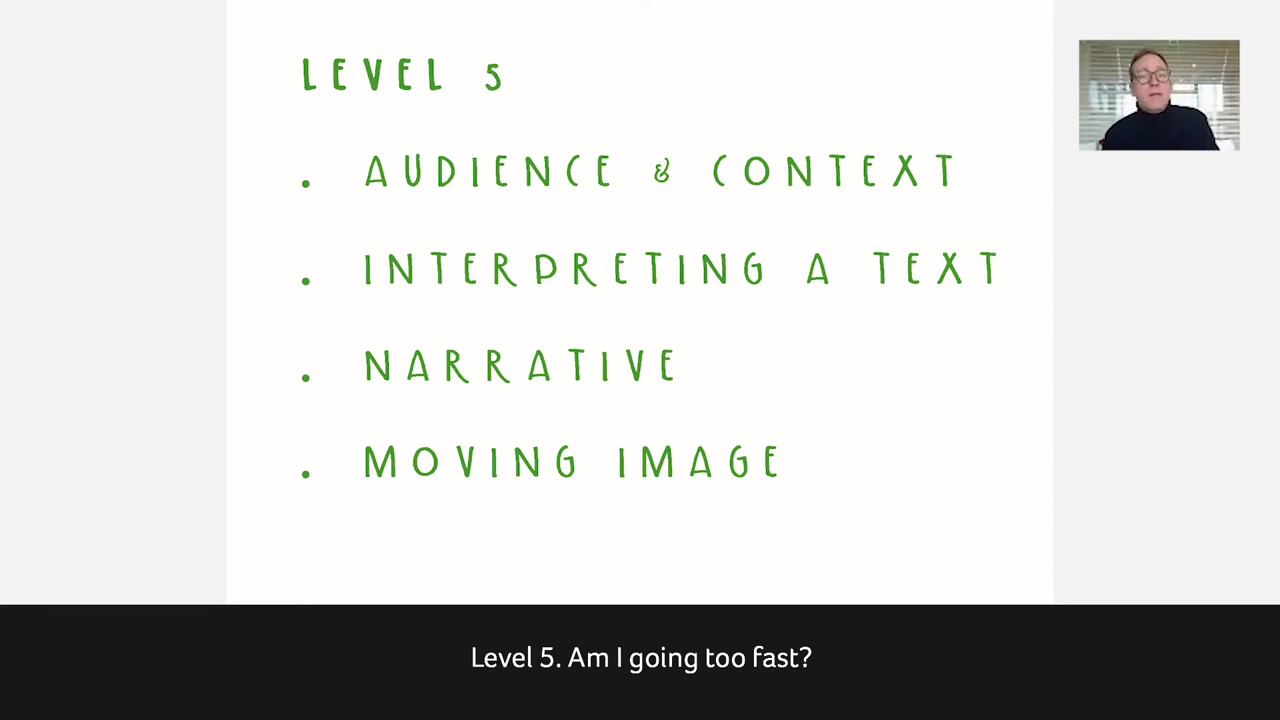 LEVEL 5
. AUDIENCE & CONTEXT
. INTERPRETING A TEXT
. NARRATIVE
. MOVING IMAGE
Level 5. Am I going too fast?